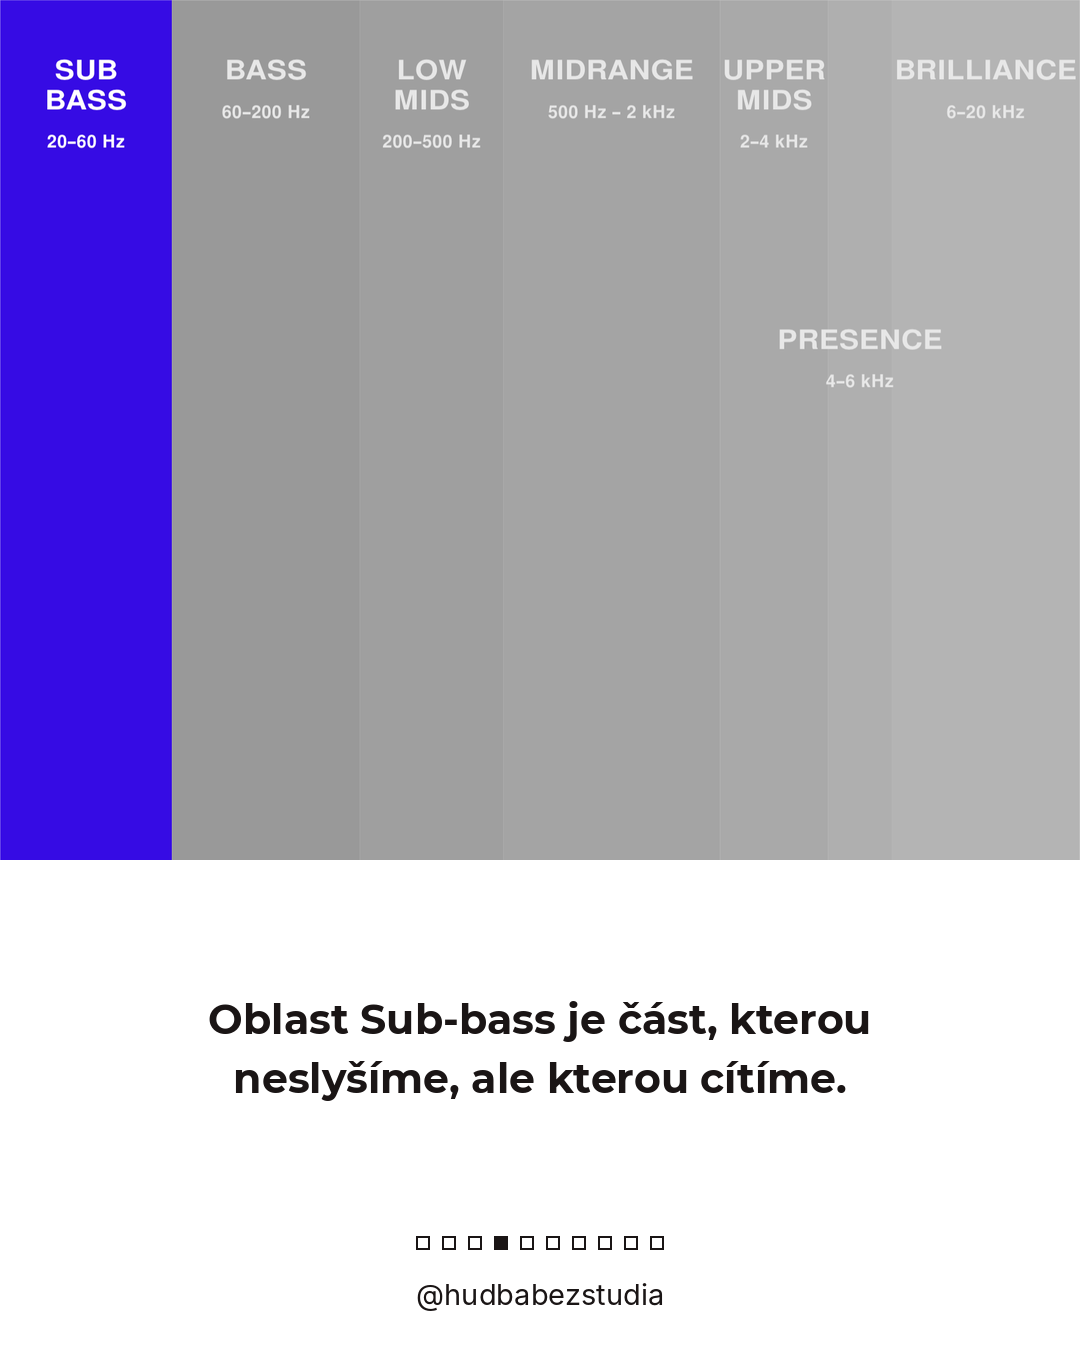 SUB
BASS
20–60 Hz
BASS
60–200 Hz
LOW
MIDS
200–500 Hz
MIDRANGE
500 Hz – 2 kHz
UPPER
MIDS
2–4 kHz
PRESENCE
4–6 kHz
BRILLIANCE
6–20 kHz
Oblast Sub-bass je část, kterou
neslyšíme, ale kterou cítíme.
@hudbabezstudia